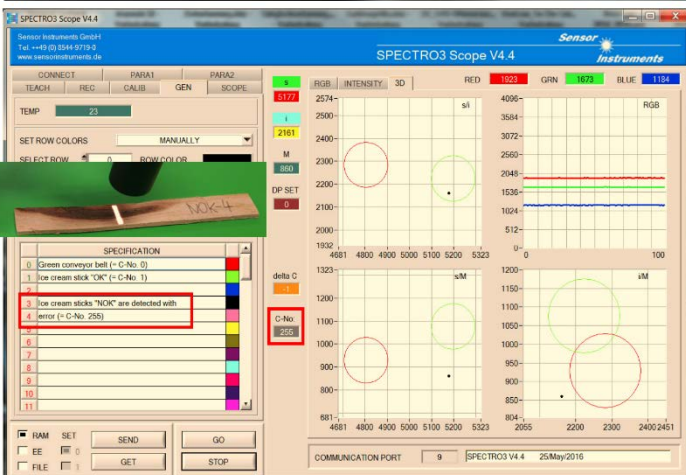 SPECTRO3 Scope V4.4
Sensor Instruments GmbH
Tel. ++49 (0) 8544-9719-0
www.sensorinstruments.de
SPECTRO3 Scope V4.4
Sensor
Instruments
CONNECT PARA1 PARA2
TEACH REC CALIB GEN SCOPE
TEMP 23
SET ROW COLORS MANUALLY
SELECT ROW 0 ROW COLOR
NOK-4
SPECIFICATION
0 Green conveyor belt (= C-No. 0)
1 Ice cream stick "OK" (= C-No. 1)
2
3 Ice cream sticks "NOK" are detected with
4 error (= C-No. 255)
5
6
7
8
9
10
11
RAM SET SEND GO
EE 0
FILE 1 GET STOP
s
5177
i
2161
M
860
DP SET
0
delta C
-1
C-No.
255
RGB INTENSITY 3D RED 1923 GRN 1673 BLUE 1184
s/i
2574
2500
2400
2300
2200
2100
2000
1932
4681 4800 4900 5000 5100 5200 5323
RGB
4096
3584
3072
2560
2048
1536
1024
512
0
0 100
s/M
1323
1200
1100
1000
900
800
681
4681 4800 4900 5000 5100 5200 5323
i/M
1200
1150
1100
1050
1000
950
900
850
804
2055 2200 2300 2400 2451
COMMUNICATION PORT 9 SPECTRO3 V4.4 25/May/2016